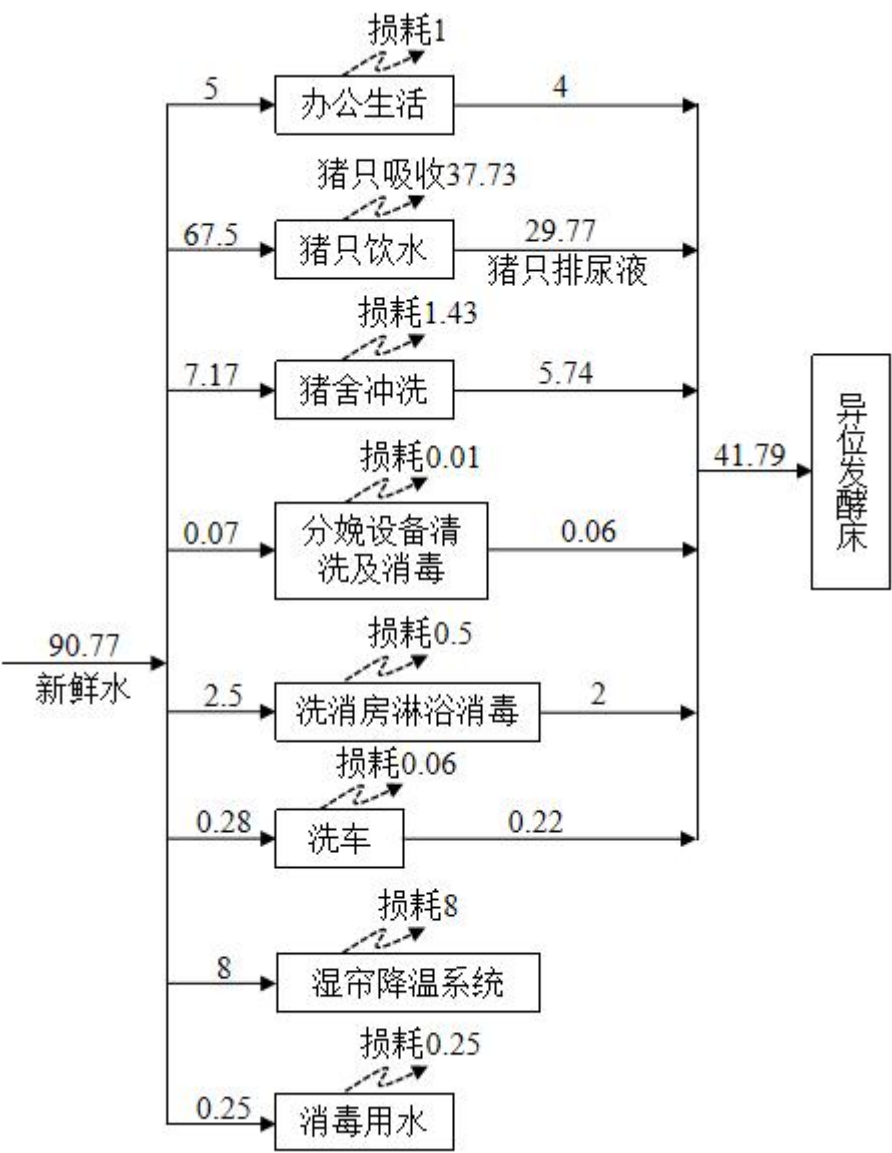 损耗1
5
办公生活
4
猪只吸收37.73
67.5
猪只饮水
29.77
猪只排尿液
损耗1.43
7.17
猪舍冲洗
5.74
损耗0.01
0.07
分娩设备清
洗及消毒
0.06
41.79
异位发酵床
90.77
新鲜水
损耗0.5
2.5
洗消房淋浴消毒
2
损耗0.06
0.28
洗车
0.22
损耗8
8
湿帘降温系统
损耗0.25
0.25
消毒用水